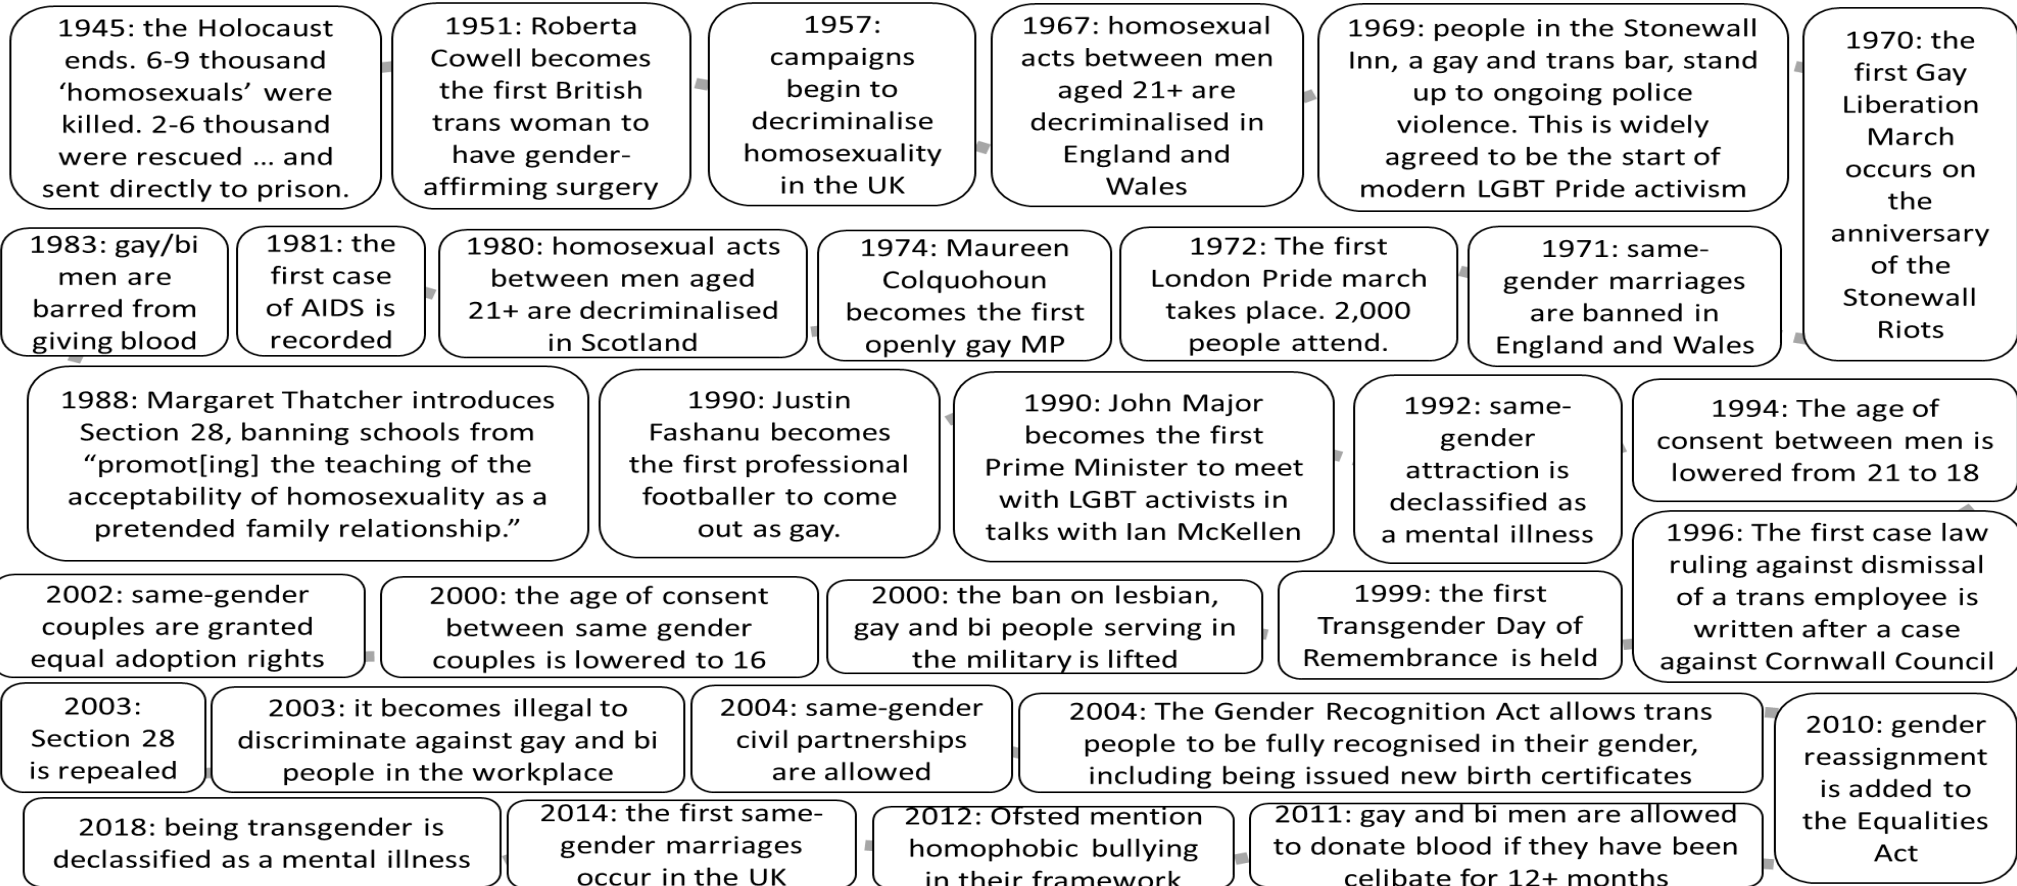 1945: the Holocaust
ends. 6-9 thousand
‘homosexuals’ were
killed. 2-6 thousand
were rescued ... and
sent directly to prison.
1951: Roberta
Cowell becomes
the first British
trans woman to
have gender-
affirming surgery
1957:
campaigns
begin to
decriminalise
homosexuality
in the UK
1967: homosexual
acts between men
aged 21+ are
decriminalised in
England and
Wales
1969: people in the Stonewall
Inn, a gay and trans bar, stand
up to ongoing police
violence. This is widely
agreed to be the start of
modern LGBT Pride activism
1970: the
first Gay
Liberation
March
occurs on
the
anniversary
of the
Stonewall
Riots
1971: same-
gender marriages
are banned in
England and Wales
1972: The first
London Pride march
takes place. 2,000
people attend.
1974: Maureen
Colquohoun
becomes the first
openly gay MP
1980: homosexual acts
between men aged
21+ are decriminalised
in Scotland
1981: the
first case
of AIDS is
recorded
1983: gay/bi
men are
barred from
giving blood
1988: Margaret Thatcher introduces
Section 28, banning schools from
“promot[ing] the teaching of the
acceptability of homosexuality as a
pretended family relationship.”
1990: Justin
Fashanu becomes
the first professional
footballer to come
out as gay.
1990: John Major
becomes the first
Prime Minister to meet
with LGBT activists in
talks with Ian McKellen
1992: same-
gender
attraction is
declassified as
a mental illness
1994: The age of
consent between men is
lowered from 21 to 18
1996: The first case law
ruling against dismissal
of a trans employee is
written after a case
against Cornwall Council
1999: the first
Transgender Day of
Remembrance is held
2000: the ban on lesbian,
gay and bi people serving in
the military is lifted
2000: the age of consent
between same gender
couples is lowered to 16
2002: same-gender
couples are granted
equal adoption rights
2003:
Section 28
is repealed
2003: it becomes illegal to
discriminate against gay and bi
people in the workplace
2004: same-gender
civil partnerships
are allowed
2004: The Gender Recognition Act allows trans
people to be fully recognised in their gender,
including being issued new birth certificates
2010: gender
reassignment
is added to
the Equalities
Act
2011: gay and bi men are allowed
to donate blood if they have been
celibate for 12+ months
2012: Ofsted mention
homophobic bullying
in their framework
2014: the first same-
gender marriages
occur in the UK
2018: being transgender is
declassified as a mental illness